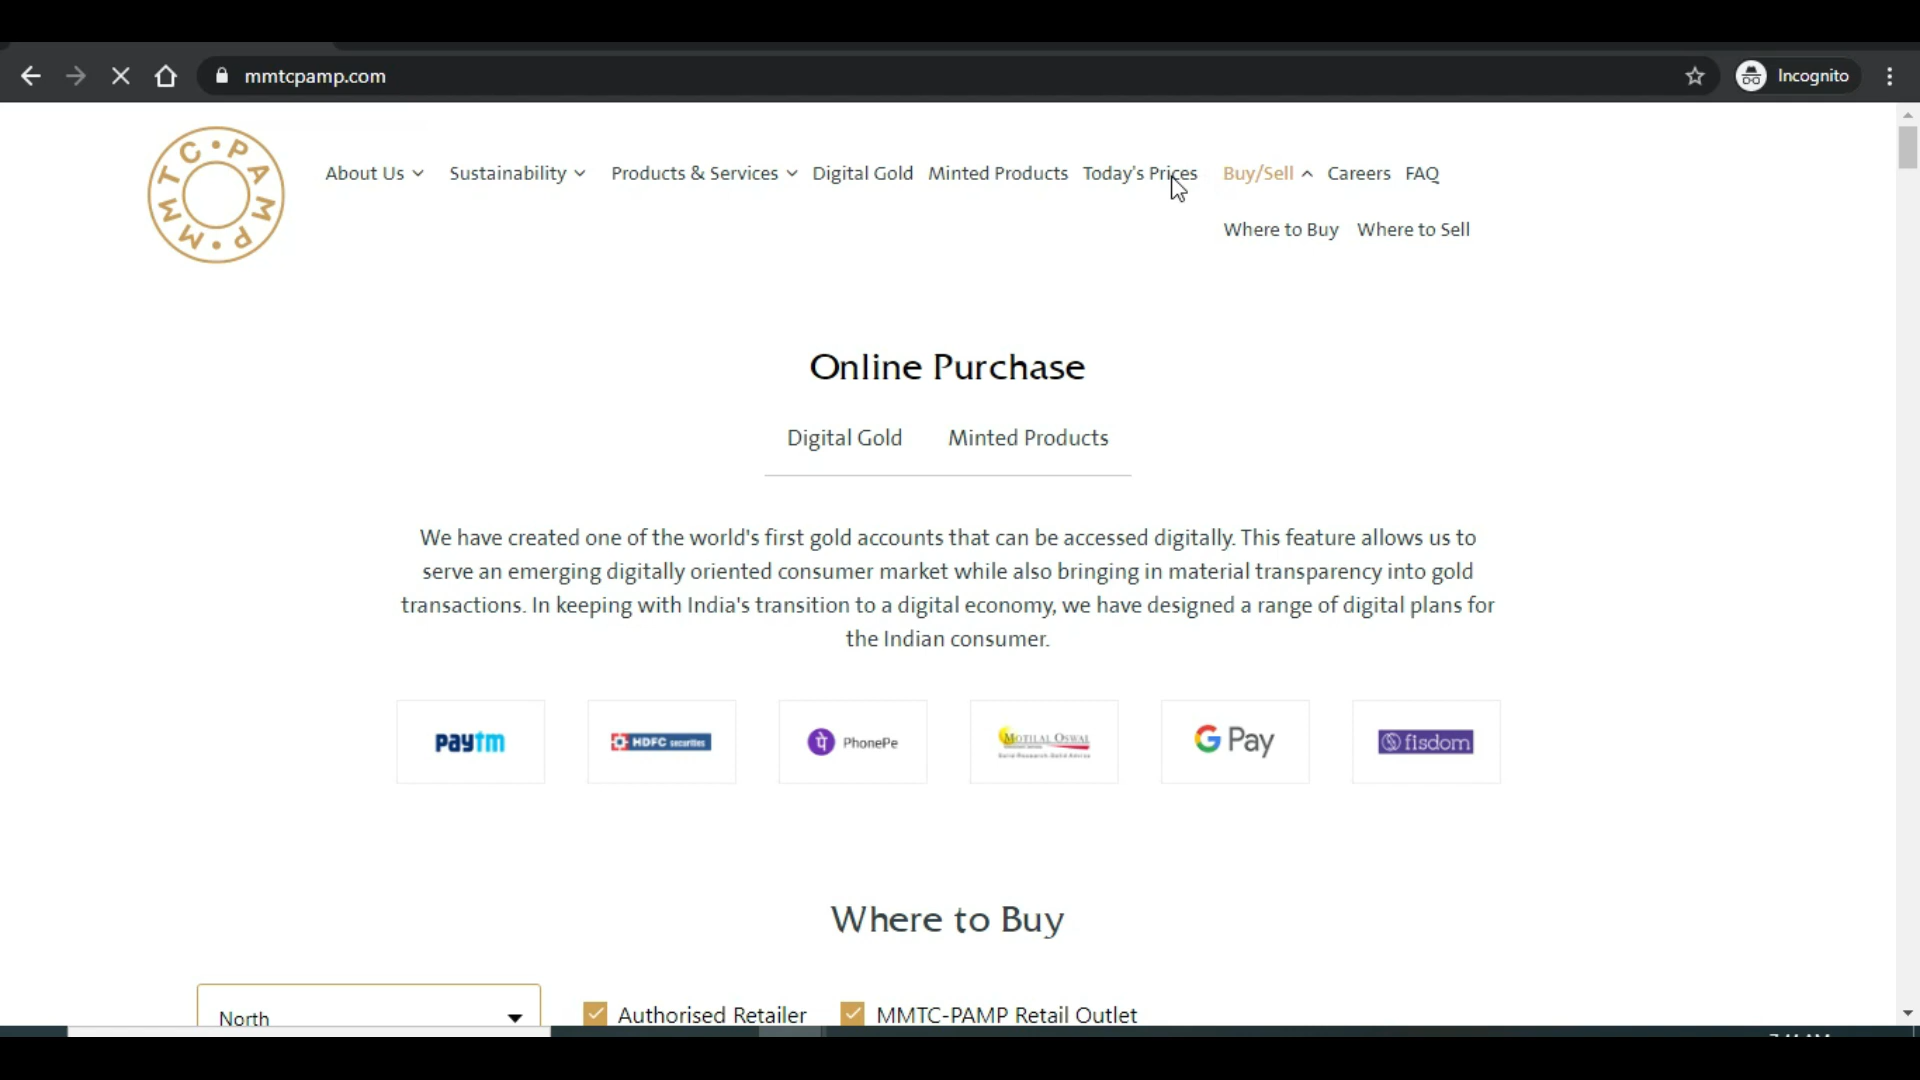 mmtcpamp.com
Incognito
MMTC·PAMP·
About Us Sustainability Products & Services Digital Gold Minted Products Today's Prices Buy/Sell Careers FAQ
Where to Buy Where to Sell
Online Purchase
Digital Gold Minted Products
We have created one of the world's first gold accounts that can be accessed digitally. This feature allows us to
serve an emerging digitally oriented consumer market while also bringing in material transparency into gold
transactions. In keeping with India's transition to a digital economy, we have designed a range of digital plans for
the Indian consumer.
paytm HDFC securities पे PhonePe MOTILAL OSWAL G Pay fisdom
Where to Buy
North Authorised Retailer MMTC-PAMP Retail Outlet